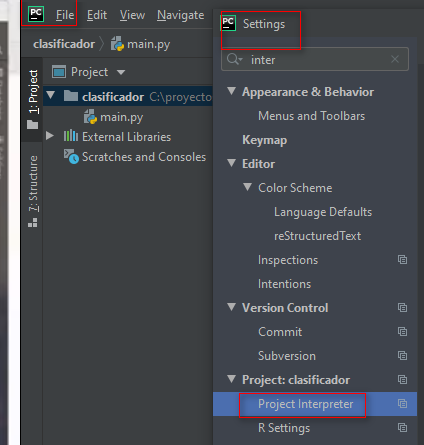 PC File Edit View Navigate
clasificador main.py
1: Project
7: Structure
Project
clasificador C:\proyecto
main.py
External Libraries
Scratches and Consoles
PC Settings
inter
Appearance & Behavior
Menus and Toolbars
Keymap
Editor
Color Scheme
Language Defaults
reStructuredText
Inspections
Intentions
Version Control
Commit
Subversion
Project: clasificador
Project Interpreter
R Settings